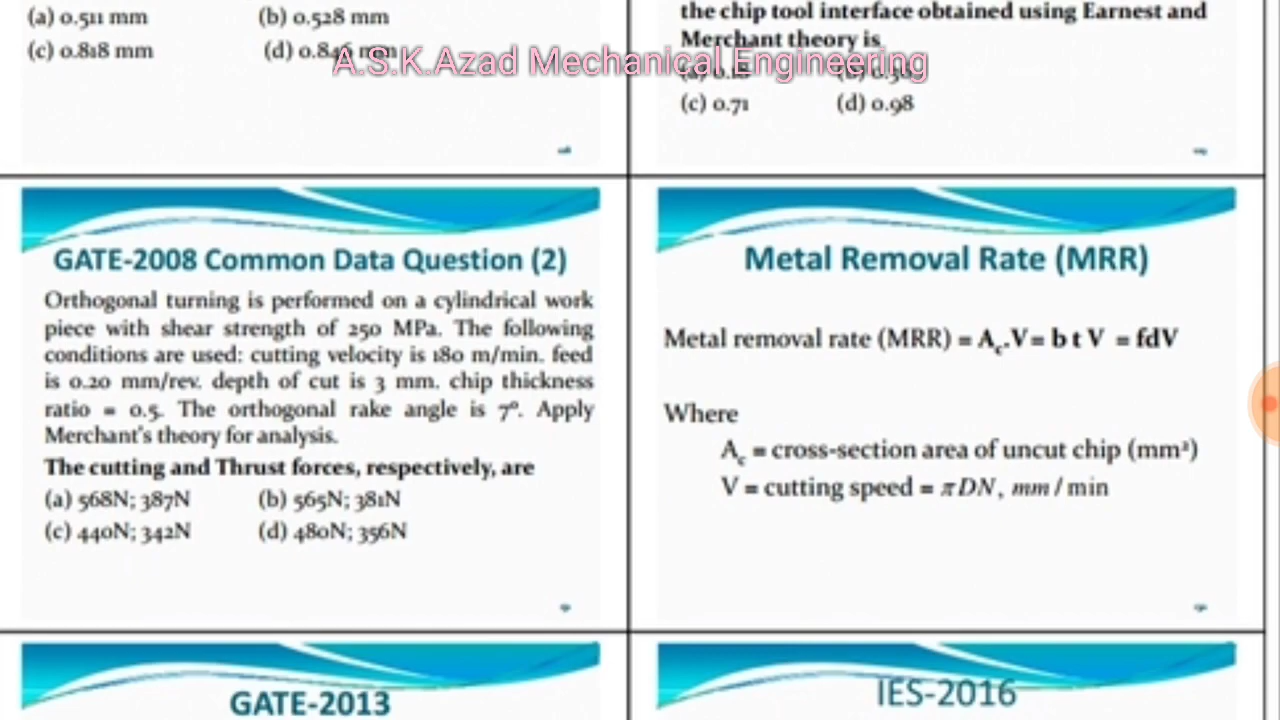 (a) 0.511 mm (b) 0.528 mm
(c) 0.818 mm (d) 0.846 mm
the chip tool interface obtained using Earnest and
Merchant theory is
A.S.K.Azad Mechanical Engineering
(c) 0.71 (d) 0.98
GATE-2008 Common Data Question (2)
Orthogonal turning is performed on a cylindrical work
piece with shear strength of 250 MPa. The following
conditions are used: cutting velocity is 180 m/min. feed
is 0.20 mm/rev. depth of cut is 3 mm. chip thickness
ratio = 0.5. The orthogonal rake angle is 7°. Apply
Merchant's theory for analysis.
The cutting and Thrust forces, respectively, are
(a) 568N; 387N (b) 565N; 381N
(c) 440N; 342N (d) 480N; 356N
Metal Removal Rate (MRR)
Metal removal rate (MRR) = Ac.V = b t V = fdV
Where
Ac = cross-section area of uncut chip (mm²)
V = cutting speed = πDN, mm / min
GATE-2013
IES-2016